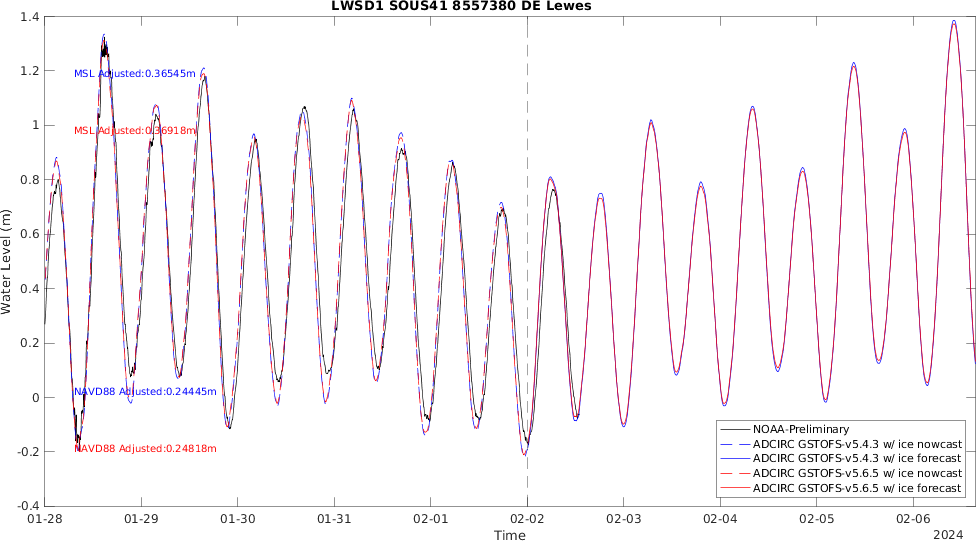 LWSD1 SOUS41 8557380 DE Lewes
1.4
1.2
1
0.8
0.6
0.4
0.2
0
-0.2
-0.4
Water Level (m)
MSL Adjusted:0.36545m
MSL Adjusted:0.36918m
NAVD88 Adjusted:0.24445m
NAVD88 Adjusted:0.24818m
NOAA-Preliminary
ADCIRC GSTOFS-v5.4.3 w/ ice nowcast
ADCIRC GSTOFS-v5.4.3 w/ ice forecast
ADCIRC GSTOFS-v5.6.5 w/ ice nowcast
ADCIRC GSTOFS-v5.6.5 w/ ice forecast
01-28 01-29 01-30 01-31 02-01 02-02 02-03 02-04 02-05 02-06
Time
2024